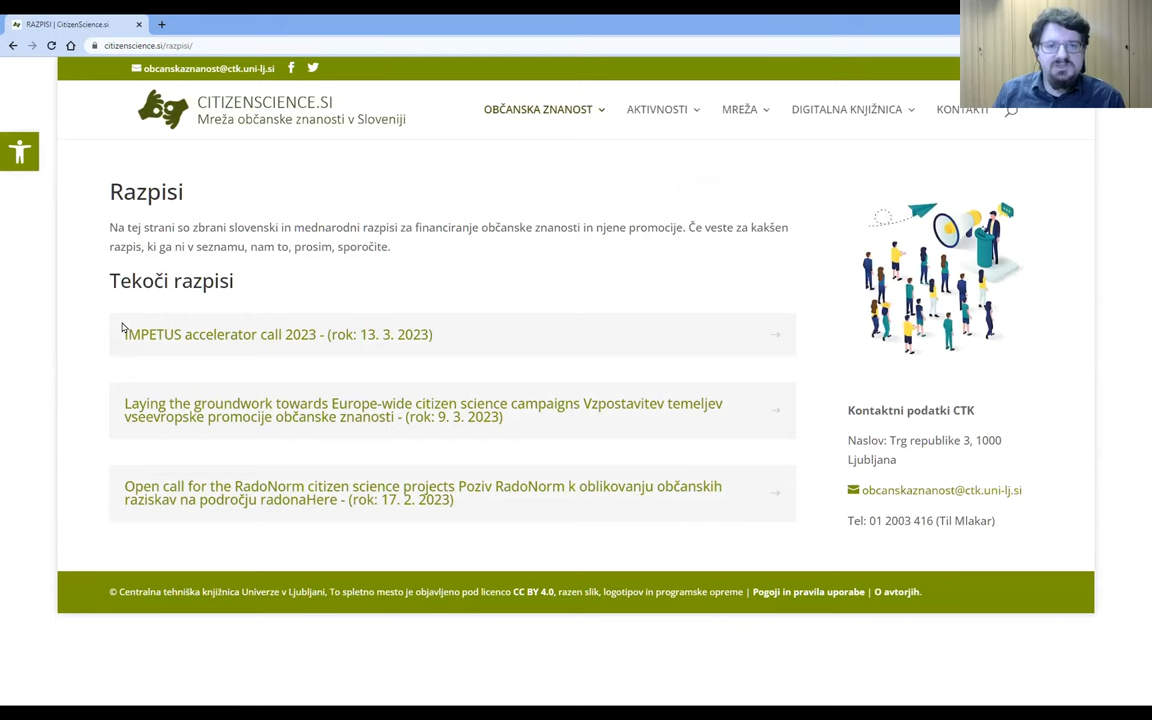 RAZPISI | CitizenScience.si
citizenscience.si/razpisi/
obcanskaznanost@ctk.uni-lj.si
CITIZENSCIENCE.SI
Mreža občanske znanosti v Sloveniji
OBČANSKA ZNANOST
AKTIVNOSTI
MREŽA
DIGITALNA KNJIŽNICA
KONTAKTI
Razpisi
Na tej strani so zbrani slovenski in mednarodni razpisi za financiranje občanske znanosti in njene promocije. Če veste za kakšen
razpis, ki ga ni v seznamu, nam to, prosim, sporočite.
Tekoči razpisi
IMPETUS accelerator call 2023 - (rok: 13. 3. 2023)
Laying the groundwork towards Europe-wide citizen science campaigns Vzpostavitev temeljev
vseevropske promocije občanske znanosti - (rok: 9. 3. 2023)
Open call for the RadoNorm citizen science projects Poziv RadoNorm k oblikovanju občanskih
raziskav na področju radonaHere - (rok: 17. 2. 2023)
Kontaktni podatki CTK
Naslov: Trg republike 3, 1000
Ljubljana
obcanskaznanost@ctk.uni-lj.si
Tel: 01 2003 416 (Til Mlakar)
© Centralna tehniška knjižnica Univerze v Ljubljani, To spletno mesto je objavljeno pod licenco CC BY 4.0, razen slik, logotipov in programske opreme | Pogoji in pravila uporabe | O avtorjih.